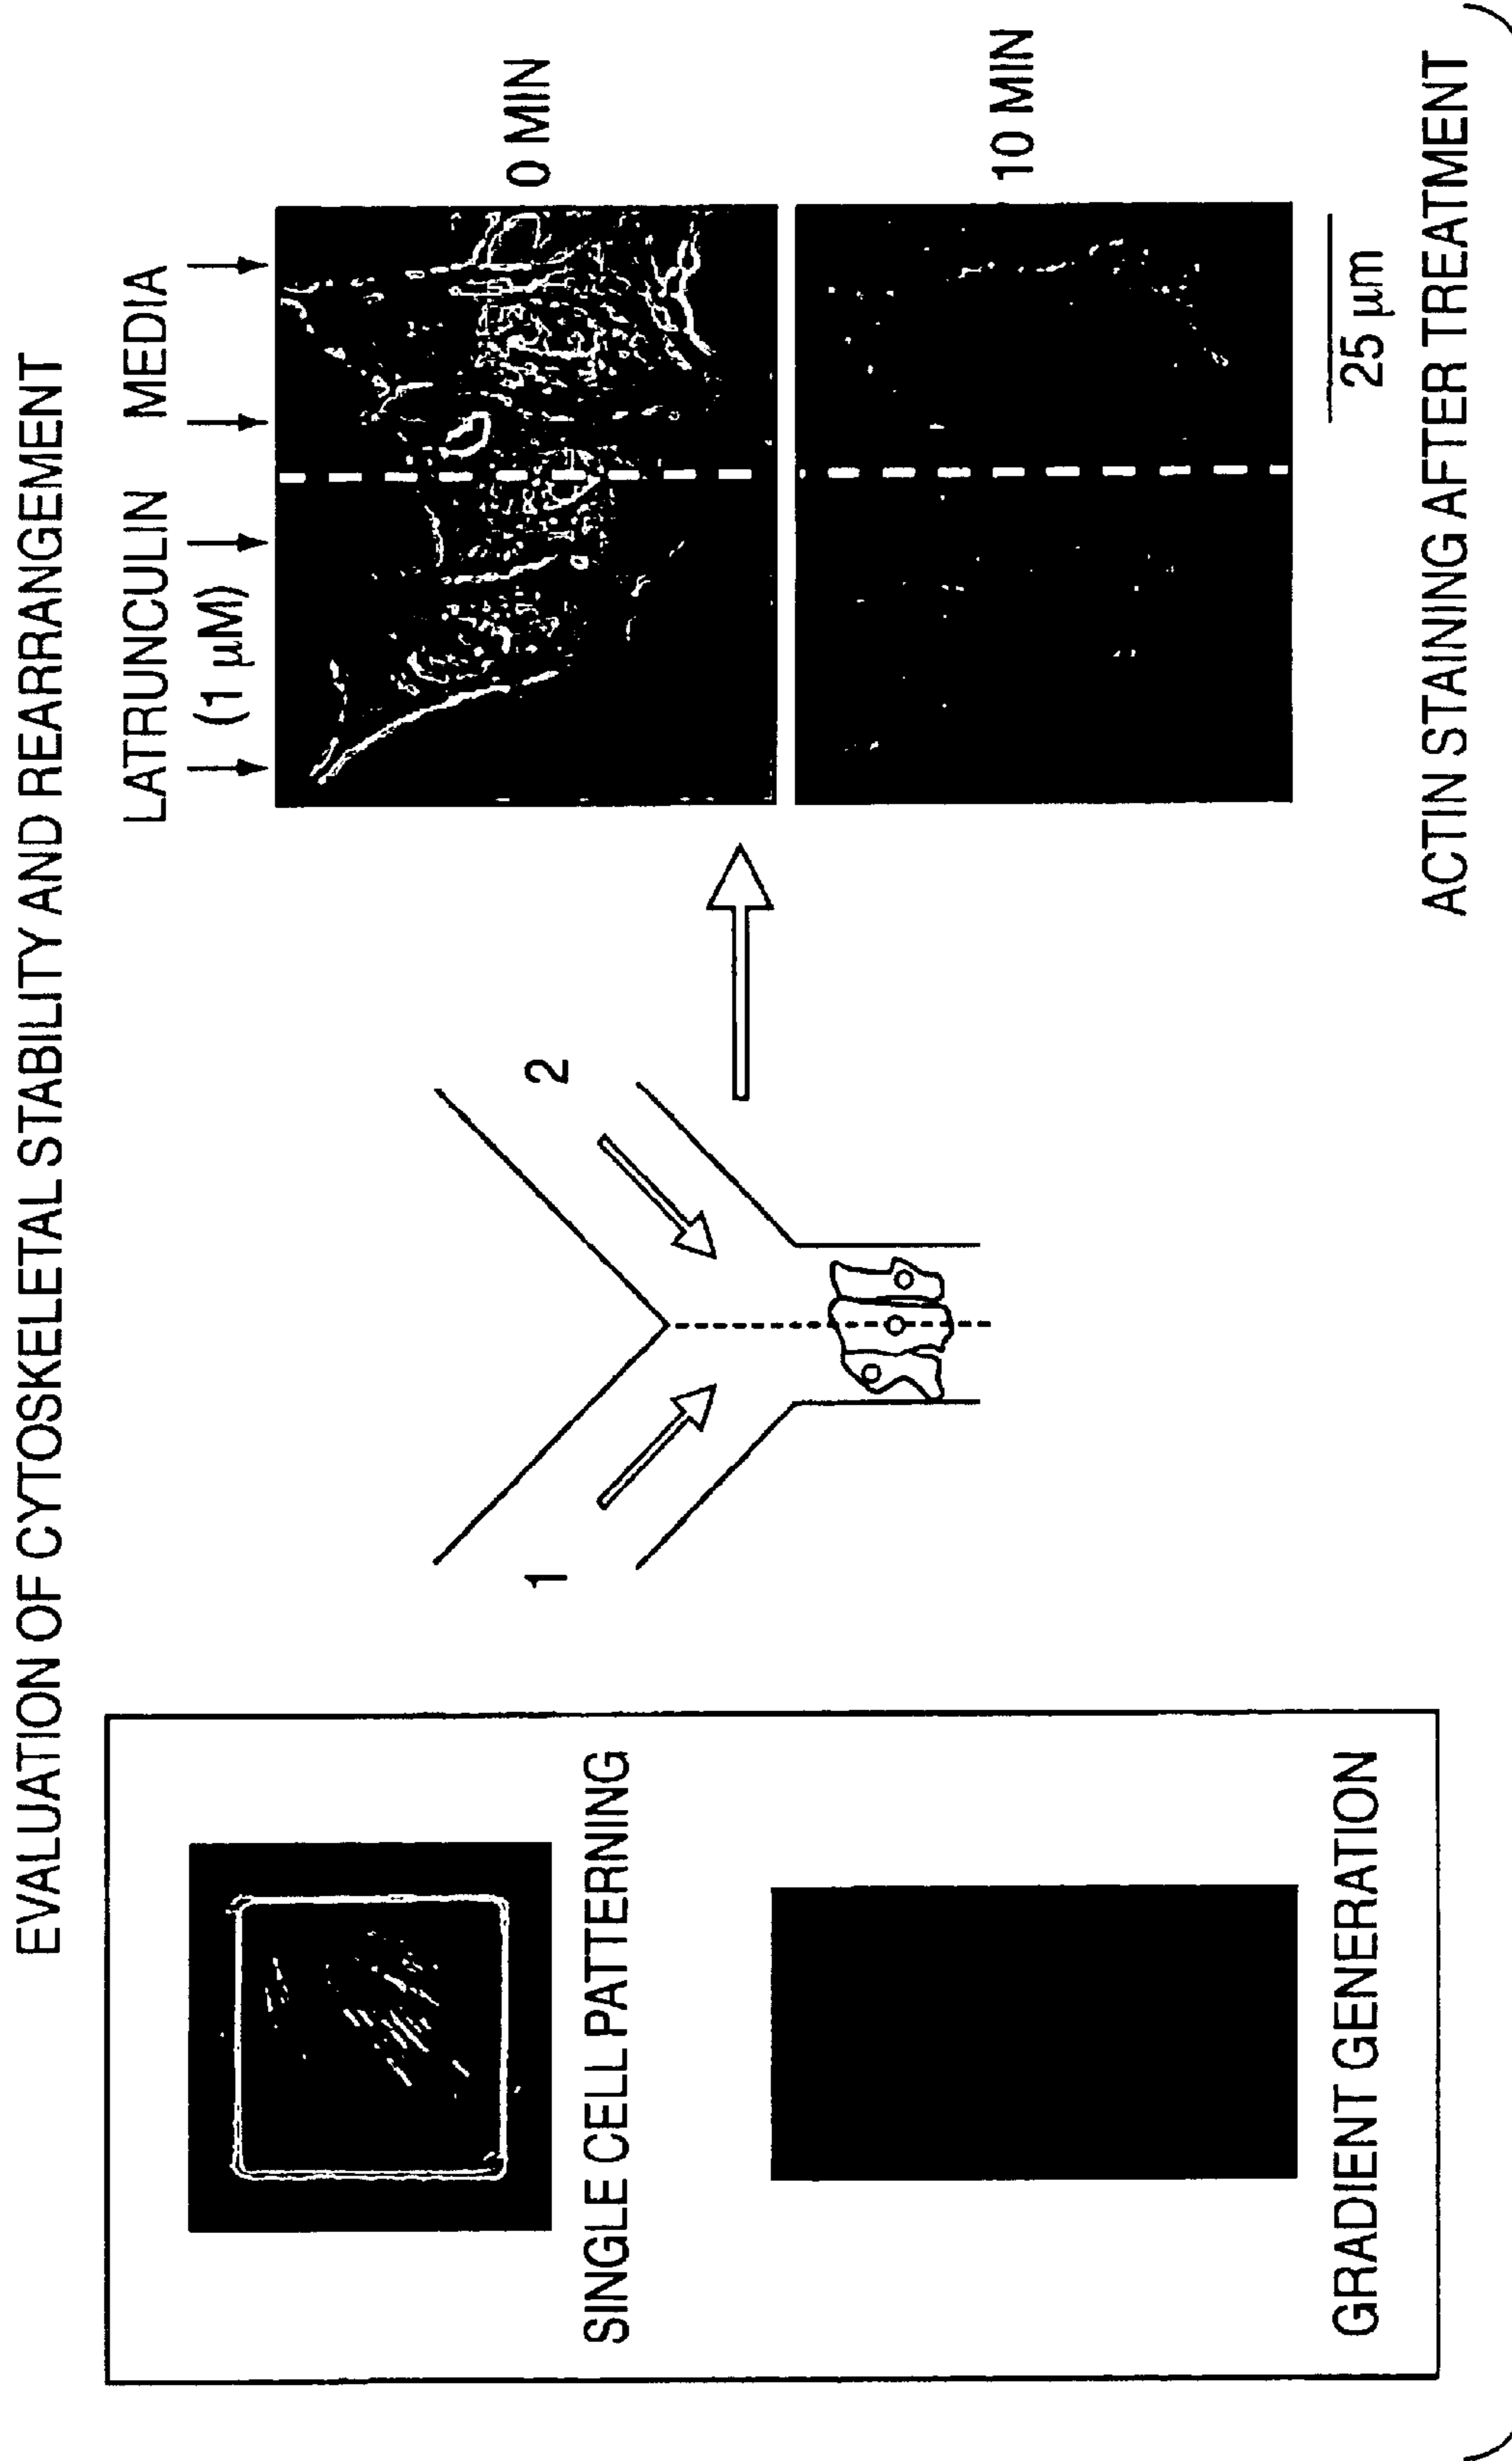 EVALUATION OF CYTOSKELETAL STABILITY AND REARRANGEMENT
SINGLE CELL PATTERNING
GRADIENT GENERATION
1
2
LATRUNCULIN MEDIA
(1 µM)
0 MIN
10 MIN
25 µm
ACTIN STAINING AFTER TREATMENT